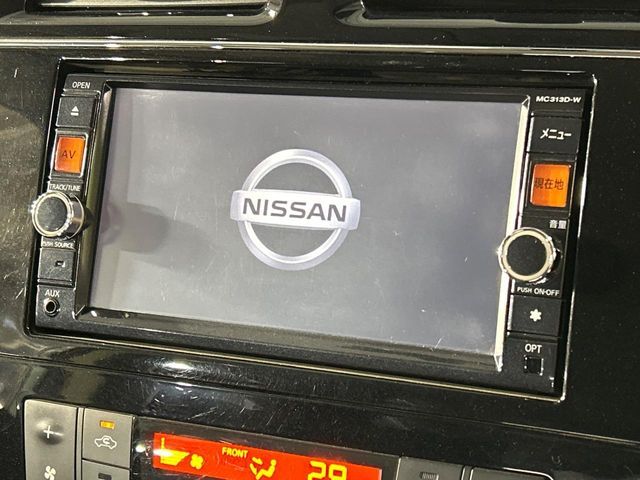 OPEN
MC313D-W
メニュー
AV
現在地
TRACK/TUNE
音量
NISSAN
PUSH SOURCE
PUSH ON-OFF
AUX
OPT
FRONT
29